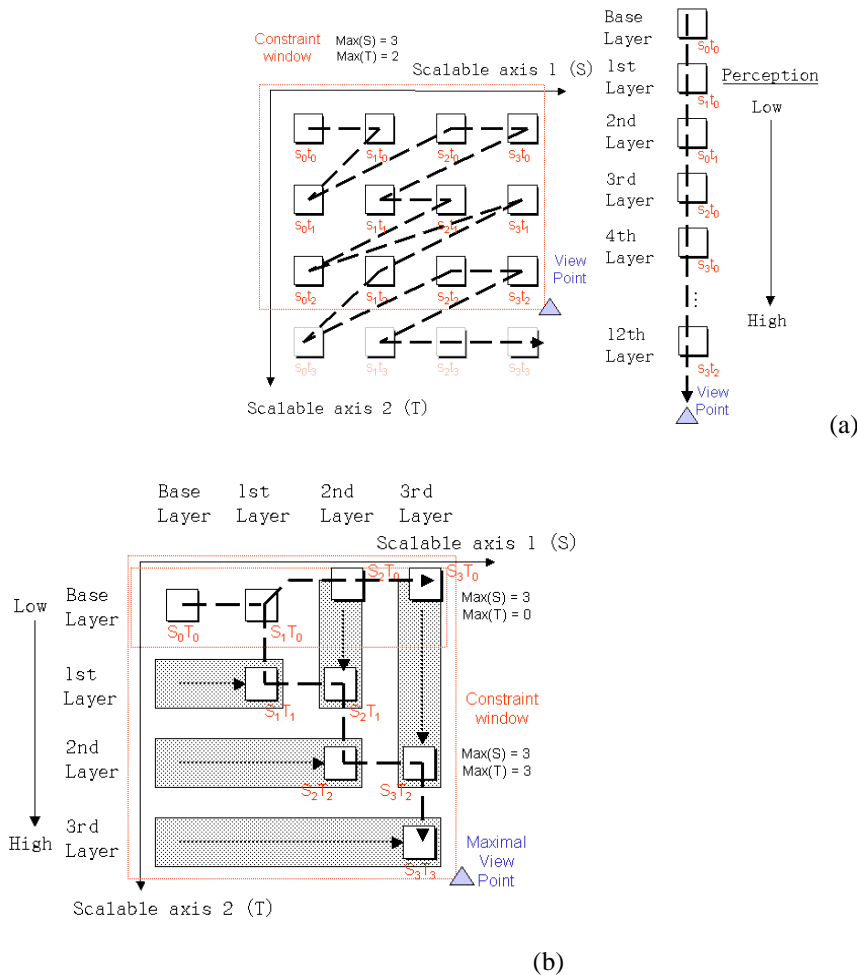 Constraint window
Max(S) = 3
Max(T) = 2
Scalable axis 1 (S)
s0t0 s1t0 s2t0 s3t0
s0t1 s1t1 s2t1 s3t1
s0t2 s1t2 s2t2 s3t2
s0t3 s1t3 s2t3 s3t3
View Point
Scalable axis 2 (T)
Base Layer
s0t0
1st Layer
s1t0
2nd Layer
s0t1
3rd Layer
s2t0
4th Layer
s3t0
⋮
12th Layer
s3t2
View Point
Perception
Low
High
(a)
Base Layer
1st Layer
2nd Layer
3rd Layer
Scalable axis 1 (S)
Low
High
Base Layer
S0T0 S1T0 S2T0 S3T0
Max(S) = 3
Max(T) = 0
1st Layer
S1T1 S2T1
Constraint window
2nd Layer
S2T2 S3T2
Max(S) = 3
Max(T) = 3
3rd Layer
S3T3
Maximal View Point
Scalable axis 2 (T)
(b)